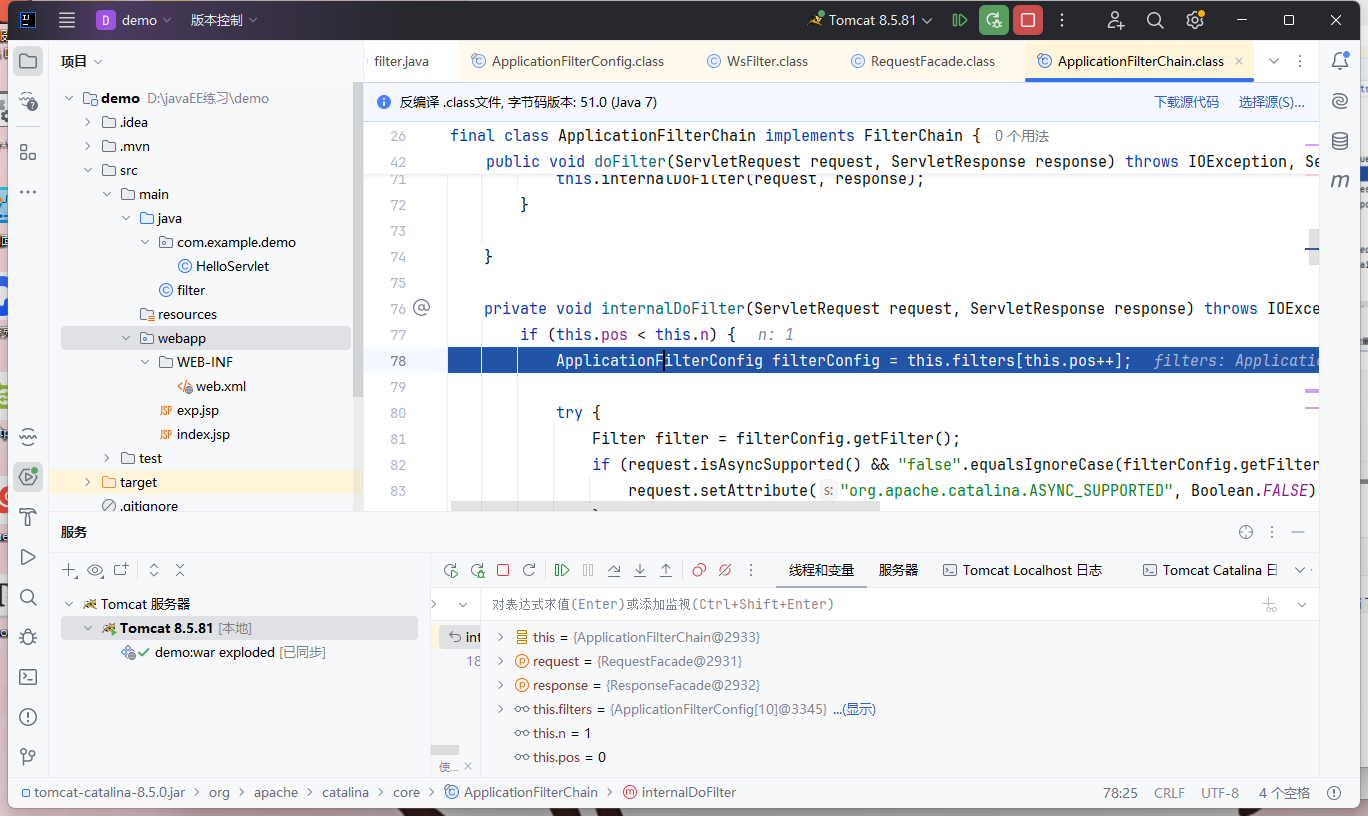 D demo 版本控制 Tomcat 8.5.81
项目
filter.java ApplicationFilterConfig.class WsFilter.class RequestFacade.class ApplicationFilterChain.class
demo D:\javaEE练习\demo
.idea
.mvn
src
main
java
com.example.demo
HelloServlet
filter
resources
webapp
WEB-INF
web.xml
JSP exp.jsp
JSP index.jsp
test
target
.gitignore
反编译 .class文件, 字节码版本: 51.0 (Java 7) 下载源代码 选择源(S)...
26 final class ApplicationFilterChain implements FilterChain { 0 个用法
42 public void doFilter(ServletRequest request, ServletResponse response) throws IOException, Se
71 this.internalDoFilter(request, response);
72 }
73
74 }
75
76 @ private void internalDoFilter(ServletRequest request, ServletResponse response) throws IOExce
77 if (this.pos < this.n) { n: 1
78 ApplicationFilterConfig filterConfig = this.filters[this.pos++]; filters: Applicatio
79
80 try {
81 Filter filter = filterConfig.getFilter();
82 if (request.isAsyncSupported() && "false".equalsIgnoreCase(filterConfig.getFilter
83 request.setAttribute( s: "org.apache.catalina.ASYNC_SUPPORTED", Boolean.FALSE)
m
服务
线程和变量 服务器 Tomcat Localhost 日志 Tomcat Catalina 日
Tomcat 服务器
Tomcat 8.5.81 [本地]
demo:war exploded [已同步]
对表达式求值(Enter)或添加监视(Ctrl+Shift+Enter)
int
18
使...
this = {ApplicationFilterChain@2933}
request = {RequestFacade@2931}
response = {ResponseFacade@2932}
this.filters = {ApplicationFilterConfig[10]@3345} ...(显示)
this.n = 1
this.pos = 0
tomcat-catalina-8.5.0.jar org apache catalina core ApplicationFilterChain internalDoFilter 78:25 CRLF UTF-8 4 个空格